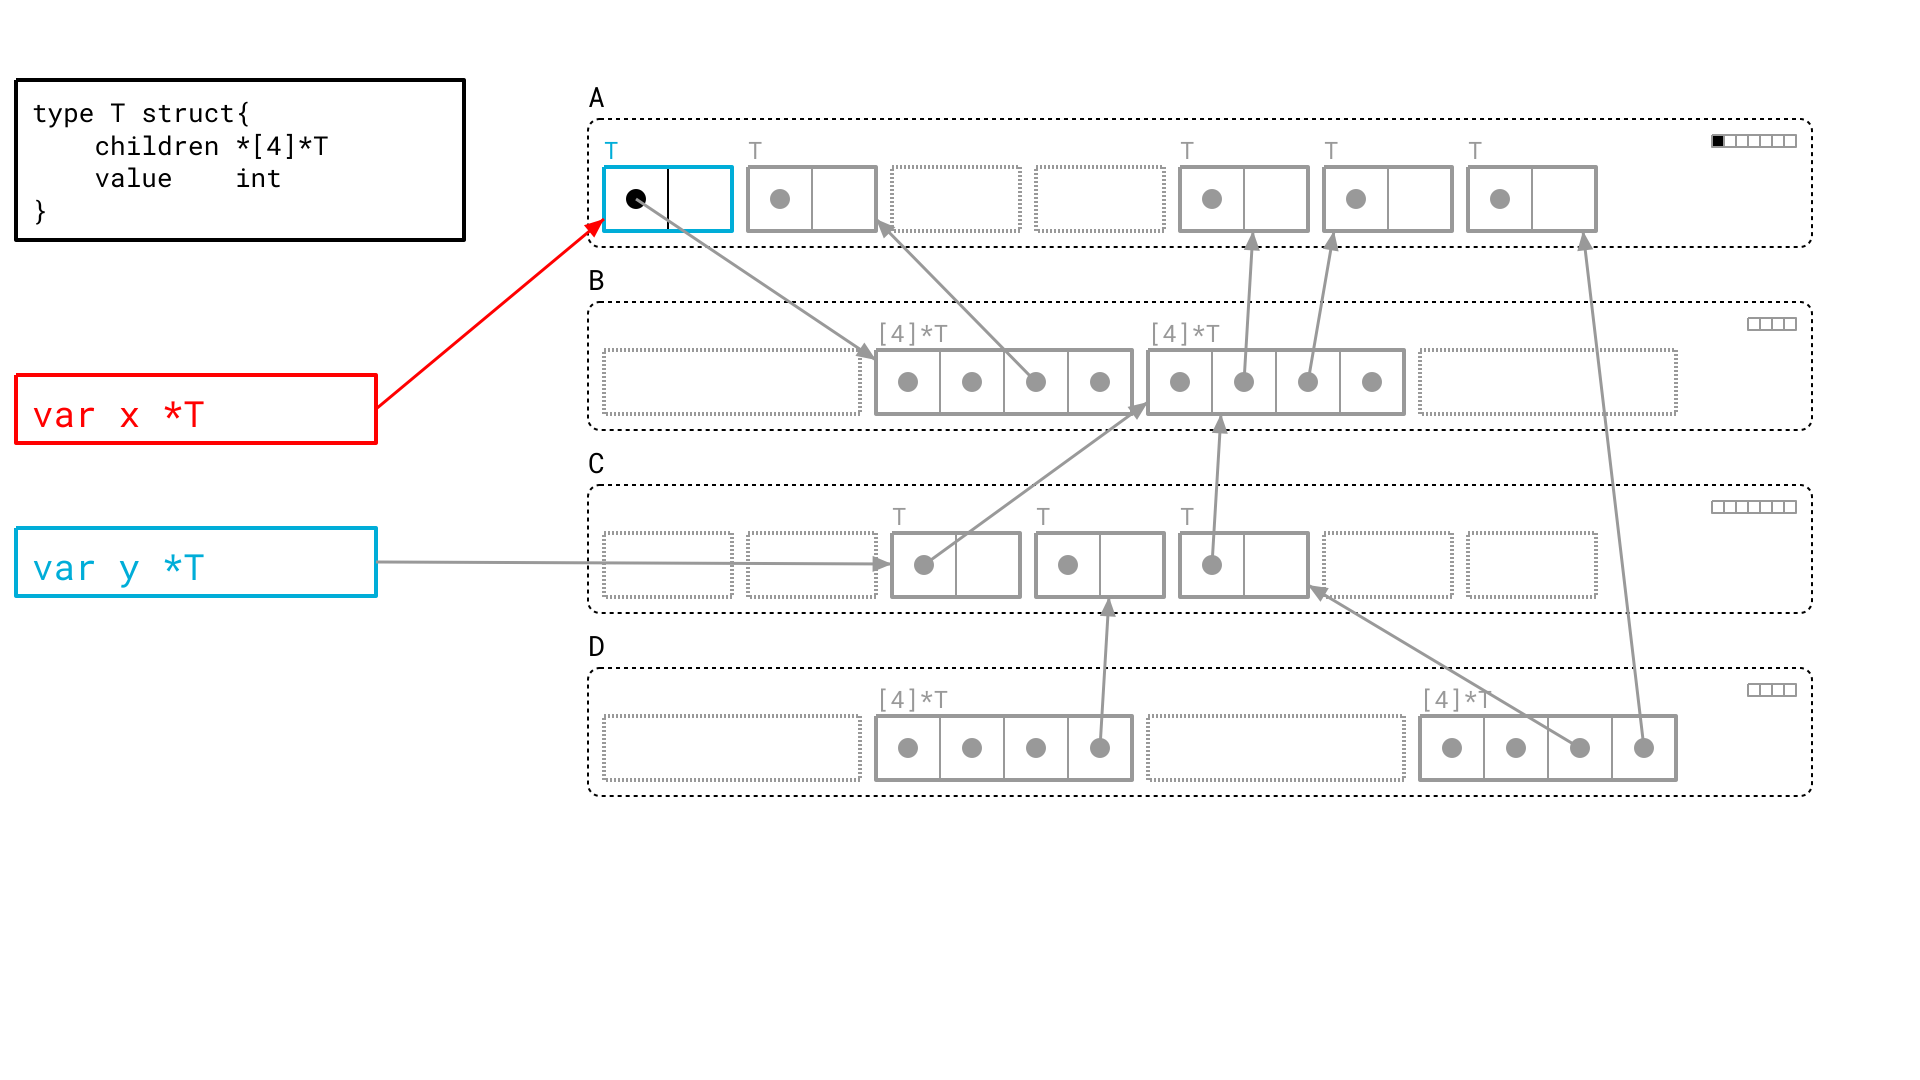 type T struct{
    children *[4]*T
    value    int
}
var x *T
var y *T
A
T T T T T
B
[4]*T [4]*T
C
T T T
D
[4]*T [4]*T